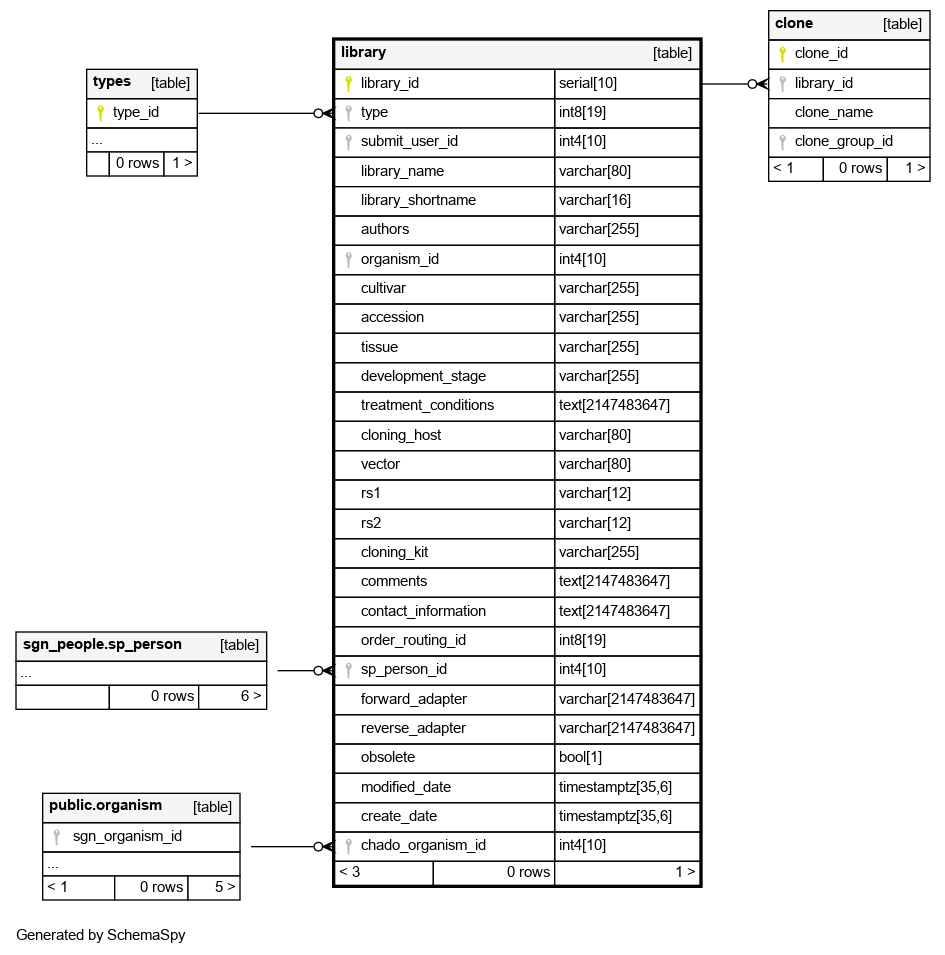 types [table]
type_id
...
0 rows 1 >
library [table]
library_id serial[10]
type int8[19]
submit_user_id int4[10]
library_name varchar[80]
library_shortname varchar[16]
authors varchar[255]
organism_id int4[10]
cultivar varchar[255]
accession varchar[255]
tissue varchar[255]
development_stage varchar[255]
treatment_conditions text[2147483647]
cloning_host varchar[80]
vector varchar[80]
rs1 varchar[12]
rs2 varchar[12]
cloning_kit varchar[255]
comments text[2147483647]
contact_information text[2147483647]
order_routing_id int8[19]
sp_person_id int4[10]
forward_adapter varchar[2147483647]
reverse_adapter varchar[2147483647]
obsolete bool[1]
modified_date timestamptz[35,6]
create_date timestamptz[35,6]
chado_organism_id int4[10]
< 3 0 rows 1 >
clone [table]
clone_id
library_id
clone_name
clone_group_id
< 1 0 rows 1 >
sgn_people.sp_person [table]
...
0 rows 6 >
public.organism [table]
sgn_organism_id
...
< 1 0 rows 5 >
Generated by SchemaSpy